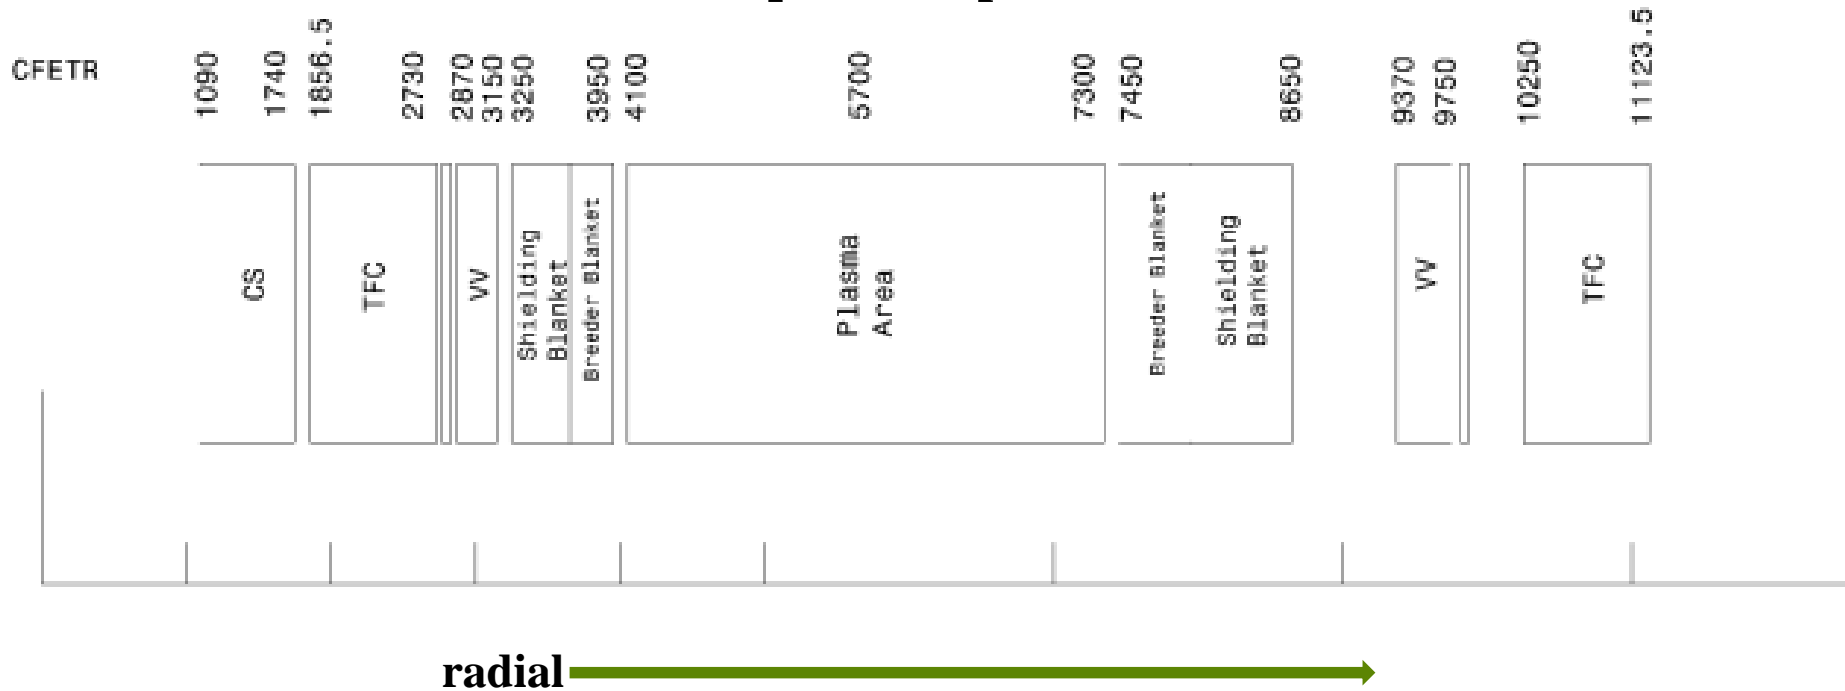 CFETR
1090
1740
1856.5
2730
2870
3150
3250
3950
4100
5700
7300
7450
8650
9370
9750
10250
11123.5
CS
TFC
VV
Shielding
Blanket
Breeder Blanket
Plasma
Area
Breeder Blanket
Shielding
Blanket
VV
TFC
radial